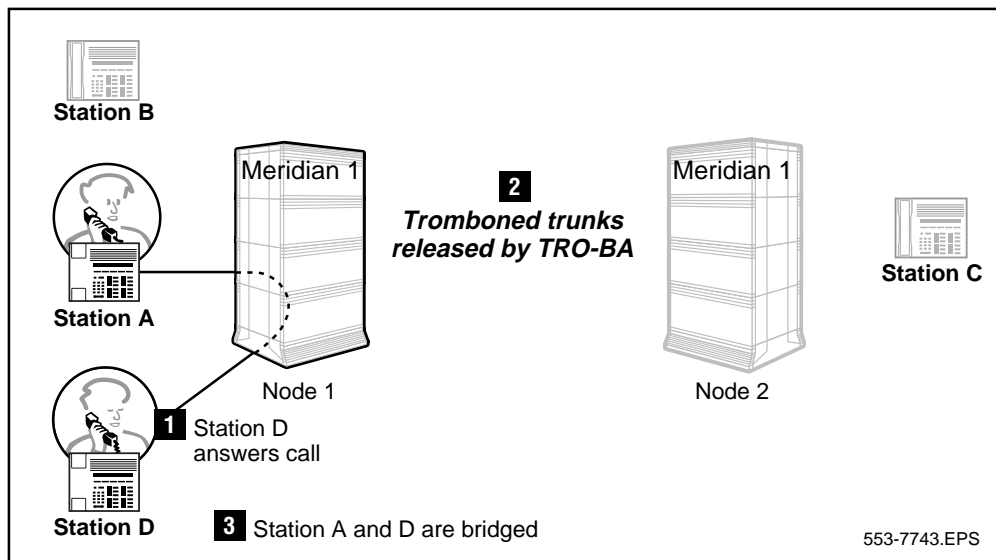 Station B
Meridian 1
Meridian 1
2
Tromboned trunks
released by TRO-BA
Station C
Station A
Node 1
Node 2
1 Station D
answers call
Station D
3 Station A and D are bridged
553-7743.EPS